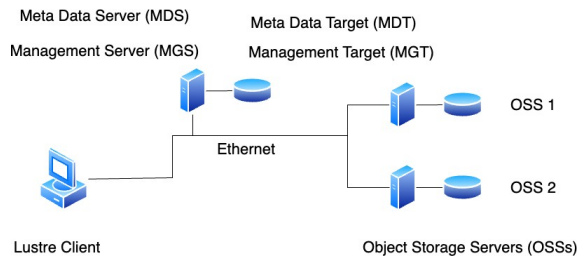 Meta Data Server (MDS)
Meta Data Target (MDT)
Management Server (MGS)
Management Target (MGT)
OSS 1
Ethernet
OSS 2
Lustre Client
Object Storage Servers (OSSs)